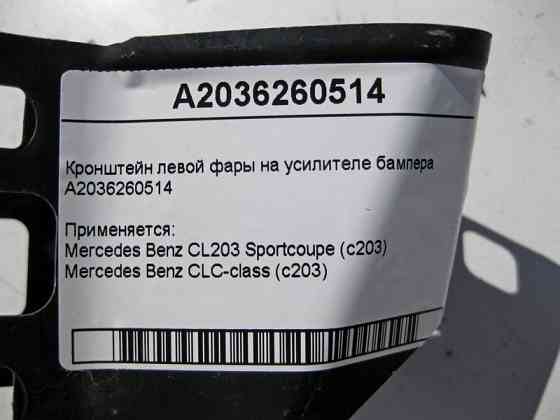 A2036260514
Кронштейн левой фары на усилителе бампера
A2036260514
Применяется:
Mercedes Benz CL203 Sportcoupe (c203)
Mercedes Benz CLC-class (c203)